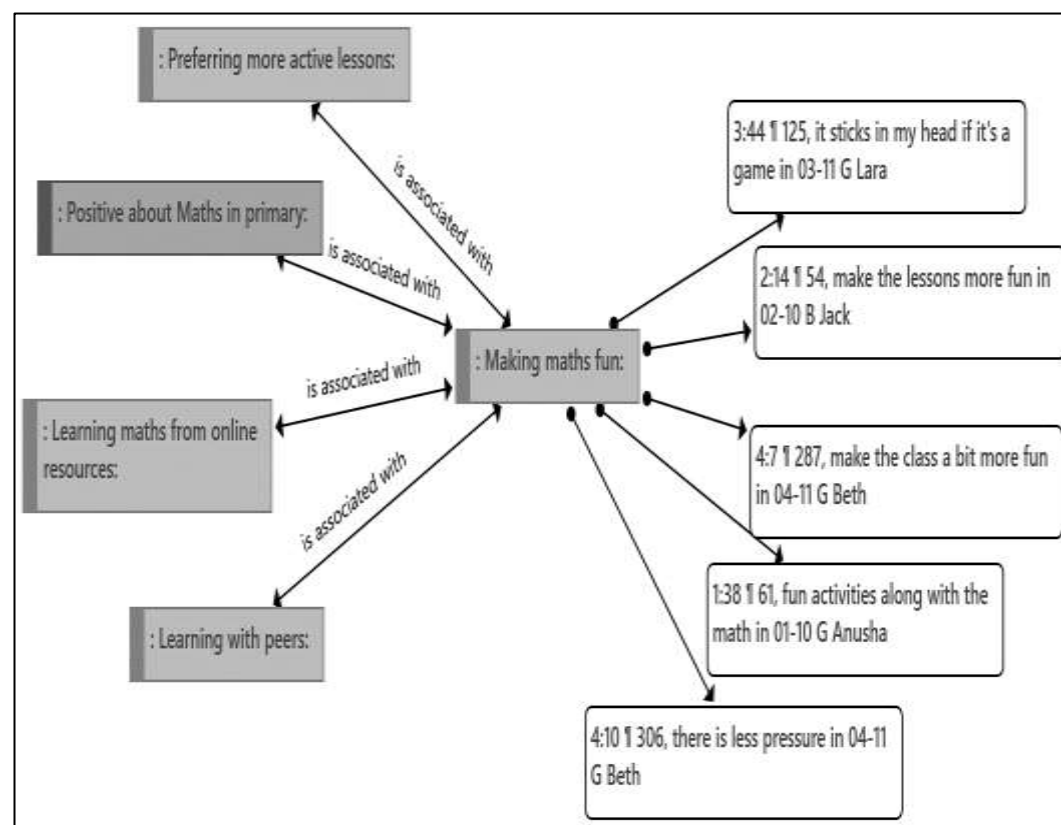 : Preferring more active lessons:
is associated with
: Positive about Maths in primary:
is associated with
: Learning maths from online
resources:
is associated with
: Learning with peers:
is associated with
: Making maths fun:
3:44 ¶ 125, it sticks in my head if it's a
game in 03-11 G Lara
2:14 ¶ 54, make the lessons more fun in
02-10 B Jack
4:7 ¶ 287, make the class a bit more fun
in 04-11 G Beth
1:38 ¶ 61, fun activities along with the
math in 01-10 G Anusha
4:10 ¶ 306, there is less pressure in 04-11
G Beth